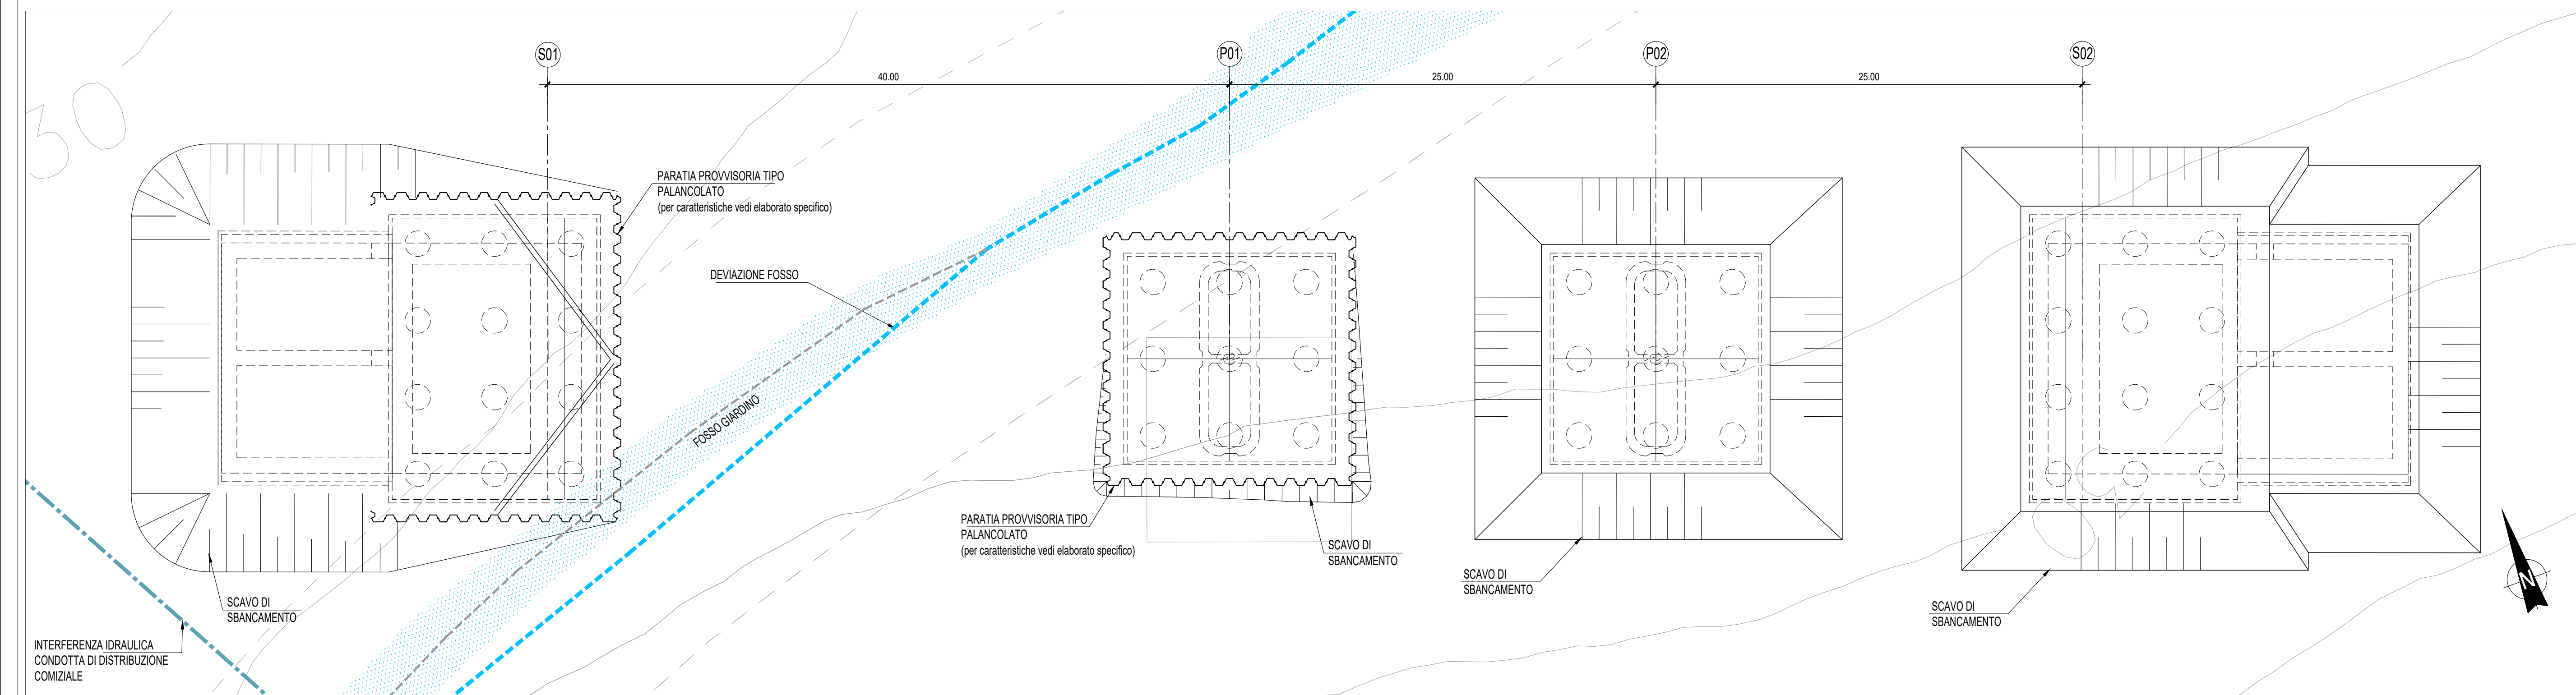 S01
P01
P02
S02
40.00
25.00
25.00
30
PARATIA PROVVISORIA TIPO
PALANCOLATO
(per caratteristiche vedi elaborato specifico)
DEVIAZIONE FOSSO
FOSSO GIARDINO
PARATIA PROVVISORIA TIPO
PALANCOLATO
(per caratteristiche vedi elaborato specifico)
SCAVO DI
SBANCAMENTO
SCAVO DI
SBANCAMENTO
SCAVO DI
SBANCAMENTO
SCAVO DI
SBANCAMENTO
INTERFERENZA IDRAULICA
CONDOTTA DI DISTRIBUZIONE
COMIZIALE
N